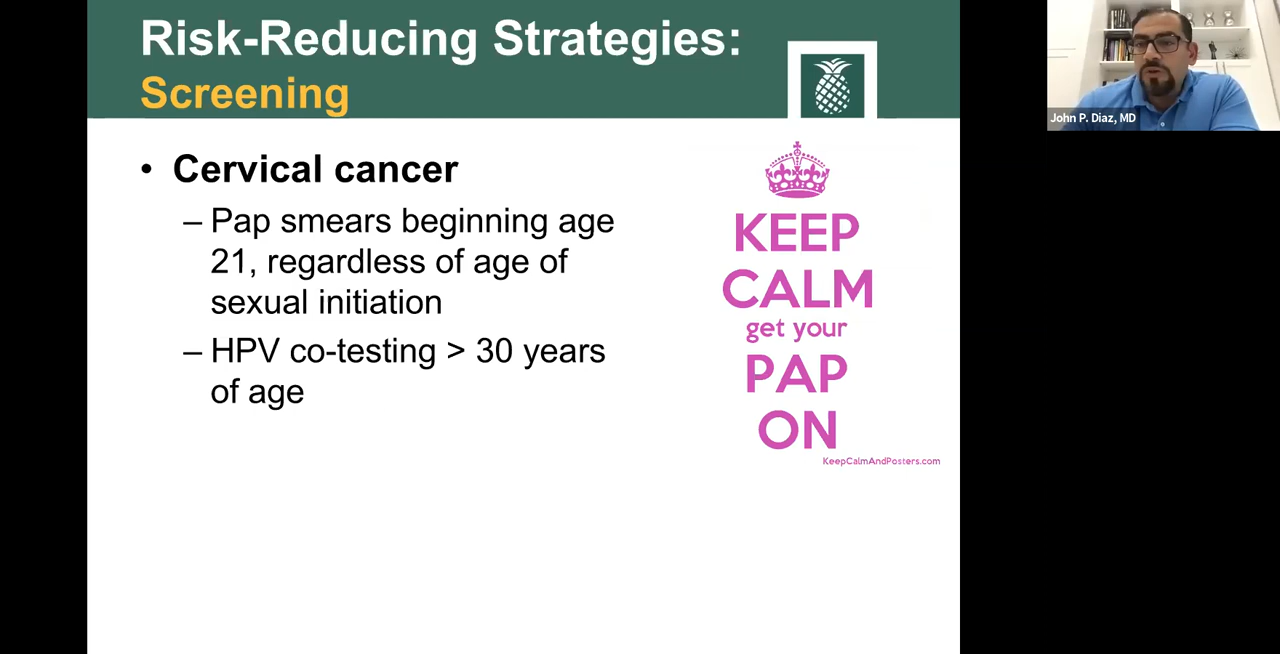 Risk-Reducing Strategies:
Screening
• Cervical cancer
– Pap smears beginning age
21, regardless of age of
sexual initiation
– HPV co-testing > 30 years
of age
KEEP
CALM
get your
PAP
ON
KeepCalmAndPosters.com
John P. Diaz, MD